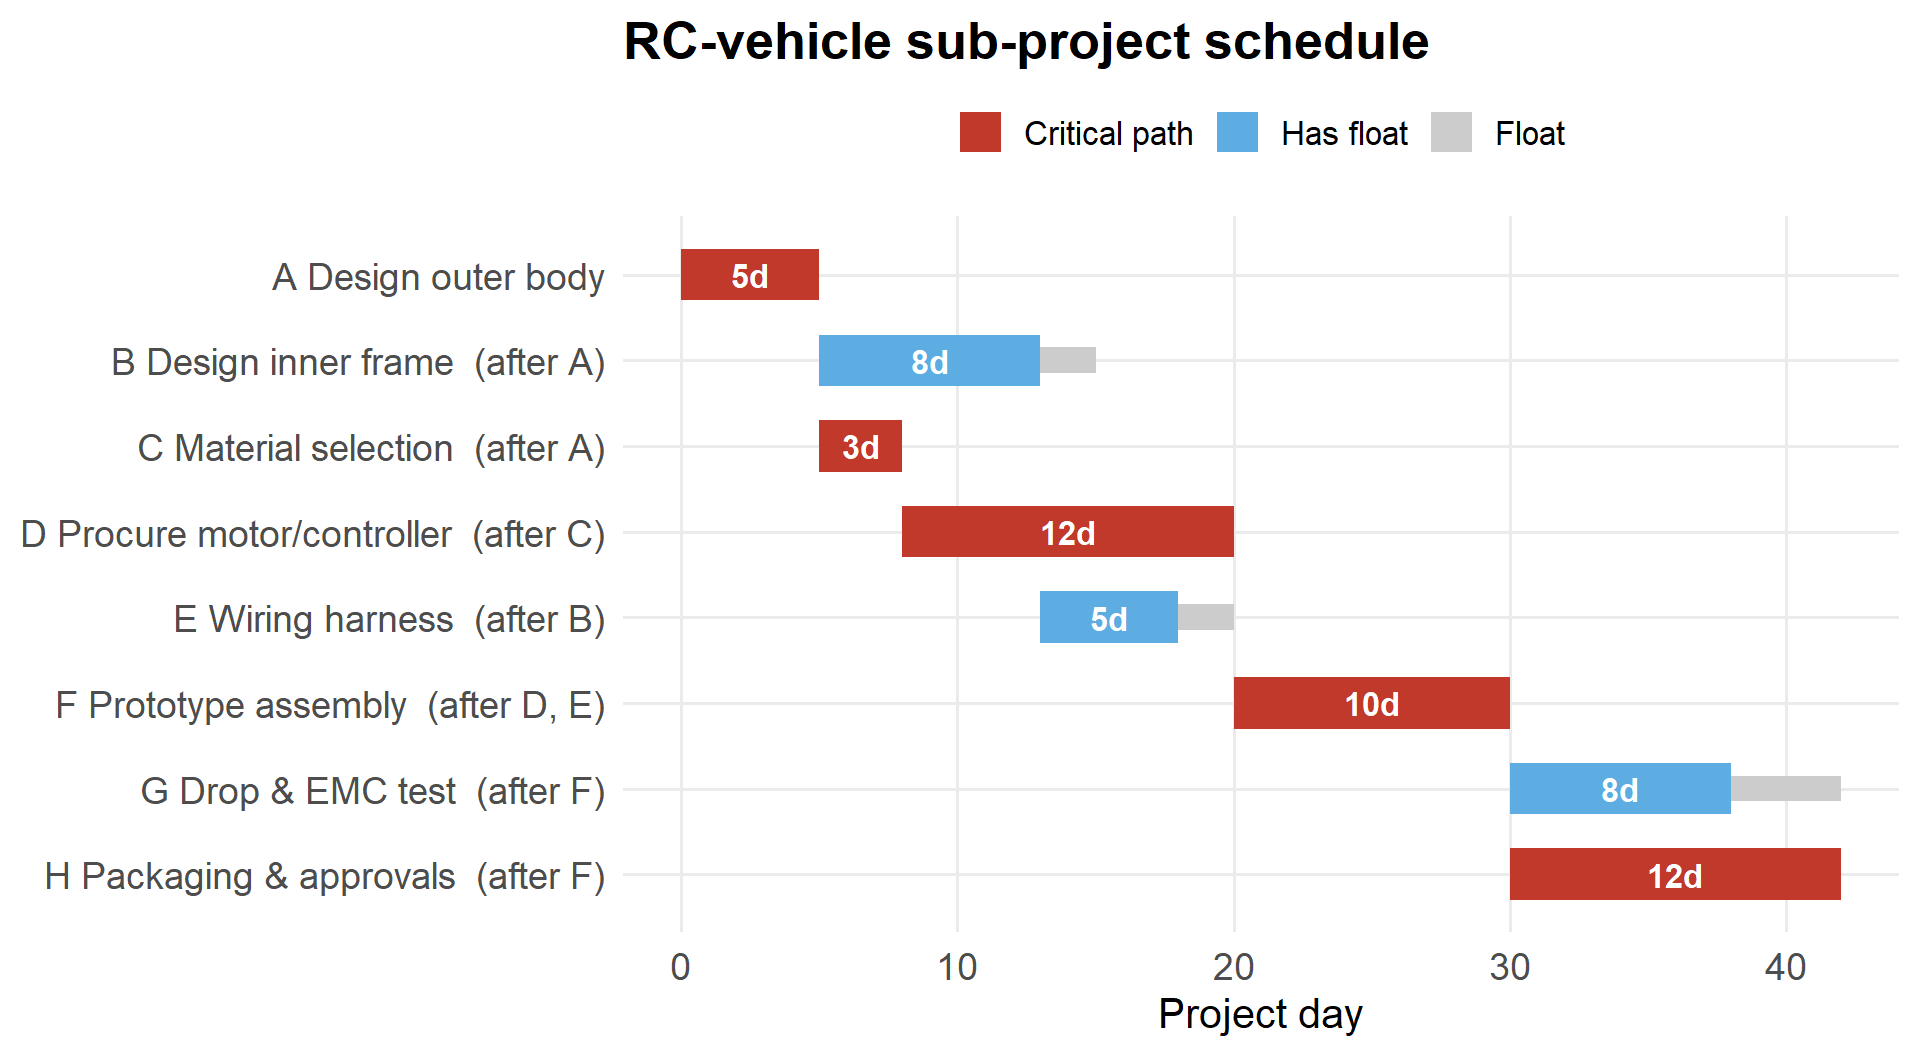 RC-vehicle sub-project schedule
Critical path Has float Float
A Design outer body 5d
B Design inner frame (after A) 8d
C Material selection (after A) 3d
D Procure motor/controller (after C) 12d
E Wiring harness (after B) 5d
F Prototype assembly (after D, E) 10d
G Drop & EMC test (after F) 8d
H Packaging & approvals (after F) 12d
0 10 20 30 40
Project day